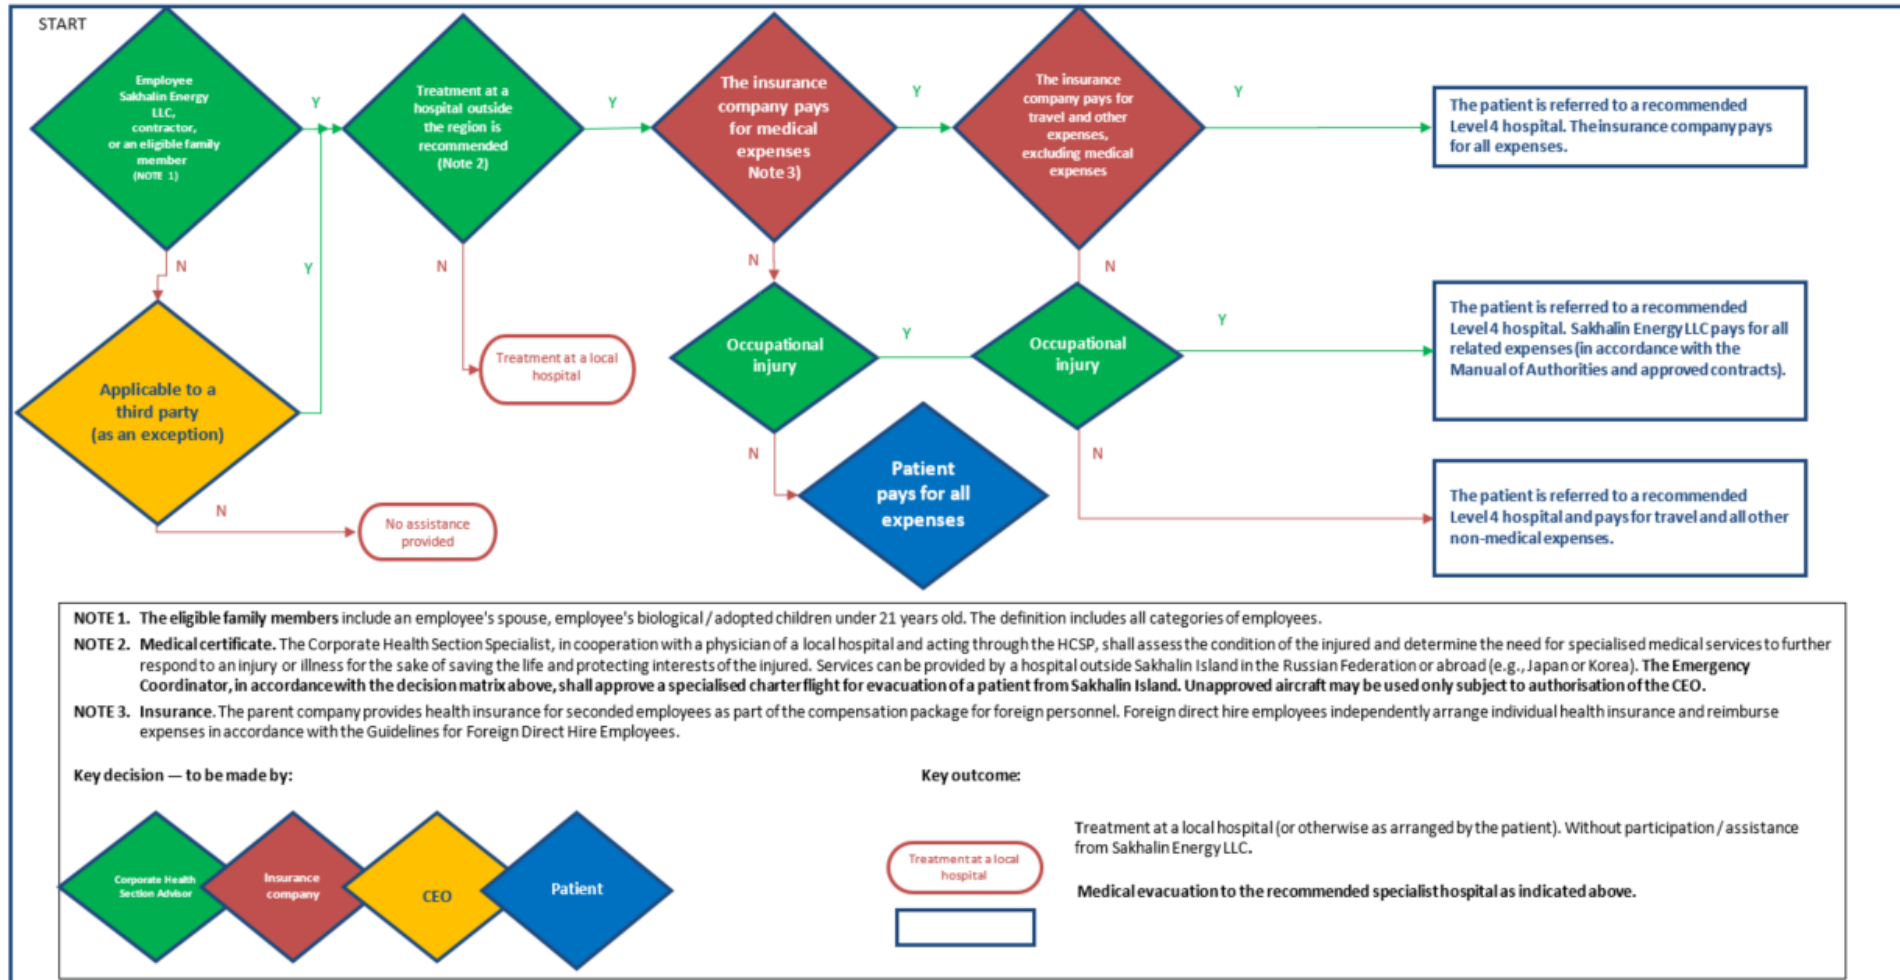 START
Employee
Sakhalin Energy
LLC,
contractor,
or an eligible family
member
(NOTE 1)
Y
Treatment at a
hospital outside
the region is
recommended
(Note 2)
Y
The insurance
company pays
for medical
expenses
Note 3)
Y
The insurance
company pays for
travel and other
expenses,
excluding medical
expenses
Y
The patient is referred to a recommended
Level 4 hospital. The insurance company pays
for all expenses.
N
Y
N
N
N
Applicable to a
third party
(as an exception)
Treatment at a local
hospital
Occupational
injury
Y
Occupational
injury
Y
The patient is referred to a recommended
Level 4 hospital. Sakhalin Energy LLC pays for all
related expenses (in accordance with the
Manual of Authorities and approved contracts).
N
No assistance
provided
N
Patient
pays for all
expenses
N
The patient is referred to a recommended
Level 4 hospital and pays for travel and all other
non-medical expenses.
NOTE 1. The eligible family members include an employee's spouse, employee's biological / adopted children under 21 years old. The definition includes all categories of employees.
NOTE 2. Medical certificate. The Corporate Health Section Specialist, in cooperation with a physician of a local hospital and acting through the HCSP, shall assess the condition of the injured and determine the need for specialised medical services to further
respond to an injury or illness for the sake of saving the life and protecting interests of the injured. Services can be provided by a hospital outside Sakhalin Island in the Russian Federation or abroad (e.g., Japan or Korea). The Emergency
Coordinator, in accordance with the decision matrix above, shall approve a specialised charter flight for evacuation of a patient from Sakhalin Island. Unapproved aircraft may be used only subject to authorisation of the CEO.
NOTE 3. Insurance. The parent company provides health insurance for seconded employees as part of the compensation package for foreign personnel. Foreign direct hire employees independently arrange individual health insurance and reimburse
expenses in accordance with the Guidelines for Foreign Direct Hire Employees.
Key decision — to be made by:
Corporate Health
Section Advisor
Insurance
company
CEO
Patient
Key outcome:
Treatment at a local
hospital
Treatment at a local hospital (or otherwise as arranged by the patient). Without participation / assistance
from Sakhalin Energy LLC.
Medical evacuation to the recommended specialist hospital as indicated above.